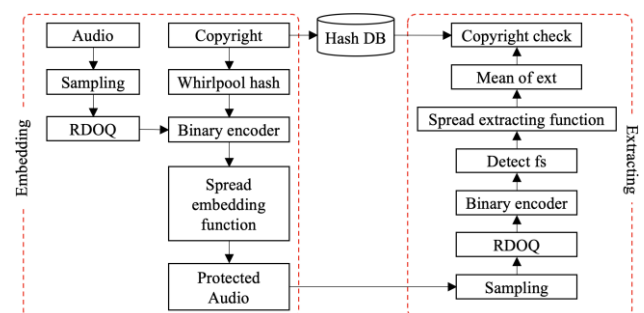 Audio
Copyright
Hash DB
Copyright check
Sampling
Whirlpool hash
Mean of ext
RDOQ
Binary encoder
Spread extracting function
Embedding
Extracting
Spread
embedding
function
Detect fs
Binary encoder
RDOQ
Protected
Audio
Sampling